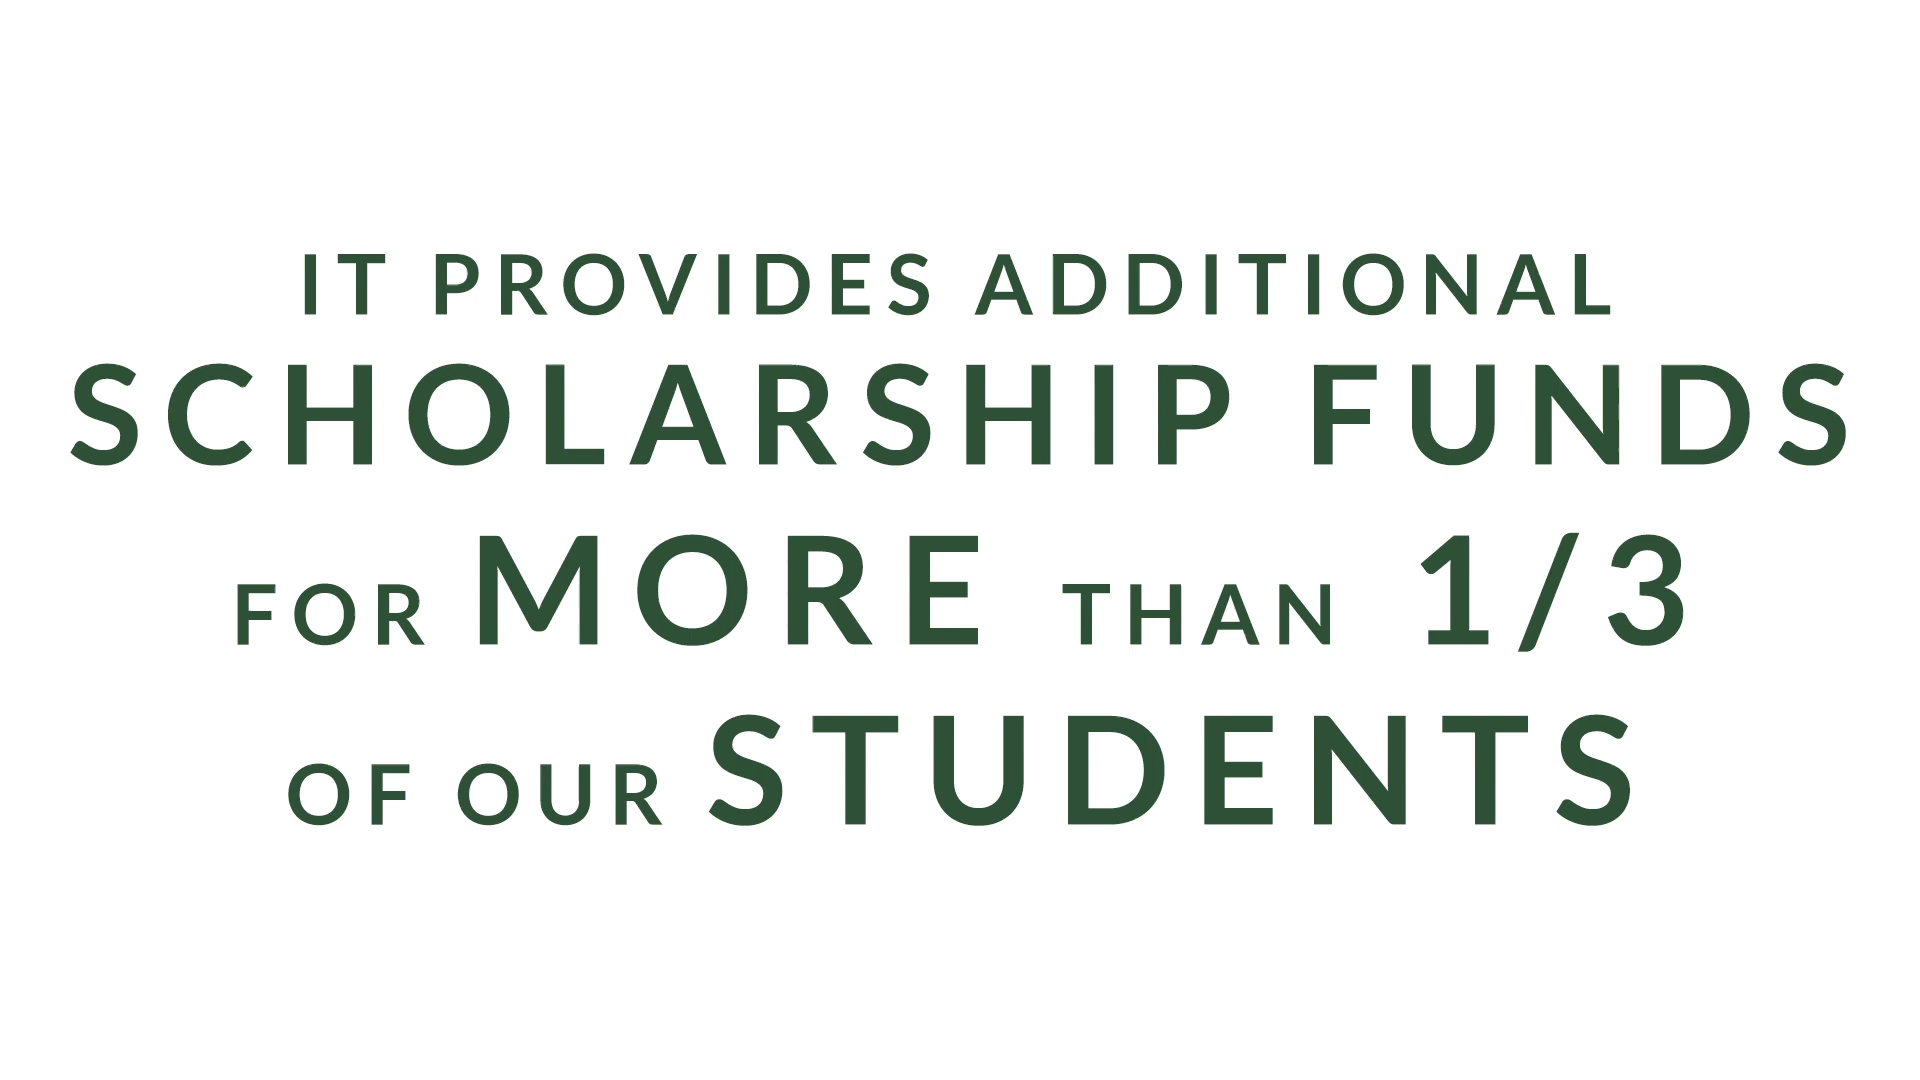 IT PROVIDES ADDITIONAL
SCHOLARSHIP FUNDS
FOR MORE THAN 1/3
OF OUR STUDENTS